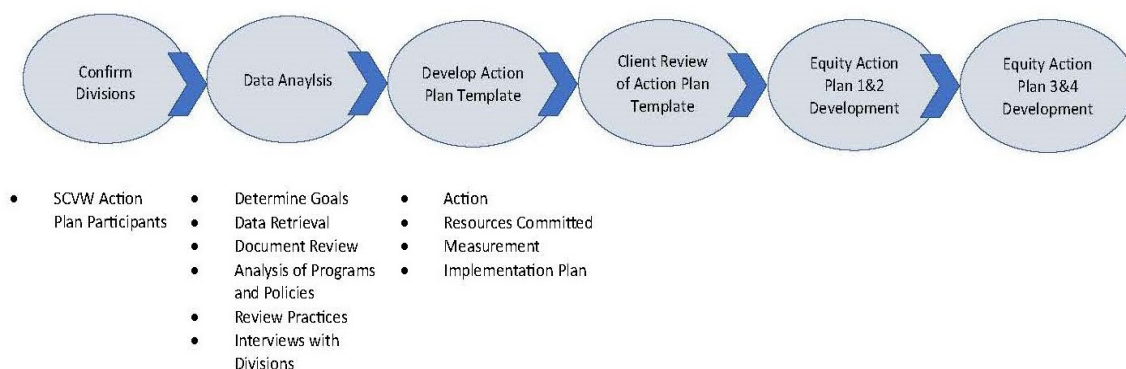 Confirm
Divisions
Data Anaylsis
Develop Action
Plan Template
Client Review
of Action Plan
Template
Equity Action
Plan 1&2
Development
Equity Action
Plan 3&4
Development
• SCVW Action
Plan Participants
• Determine Goals
• Data Retrieval
• Document Review
• Analysis of Programs
and Policies
• Review Practices
• Interviews with
Divisions
• Action
• Resources Committed
• Measurement
• Implementation Plan